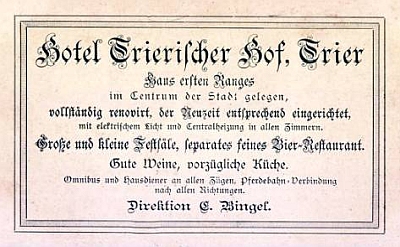 Hotel Trierischer Hof, Trier
Haus ersten Ranges
im Centrum der Stadt gelegen,
vollständig renovirt, der Neuzeit entsprechend eingerichtet,
mit elektrischem Licht und Centralheizung in allen Zimmern.
Große und kleine Festsäle, separates feines Bier-Restaurant.
Gute Weine, vorzügliche Küche.
Omnibus und Hausdiener an allen Zügen. Pferdebahn-Verbindung
nach allen Richtungen.
Direktion C. Bingel.